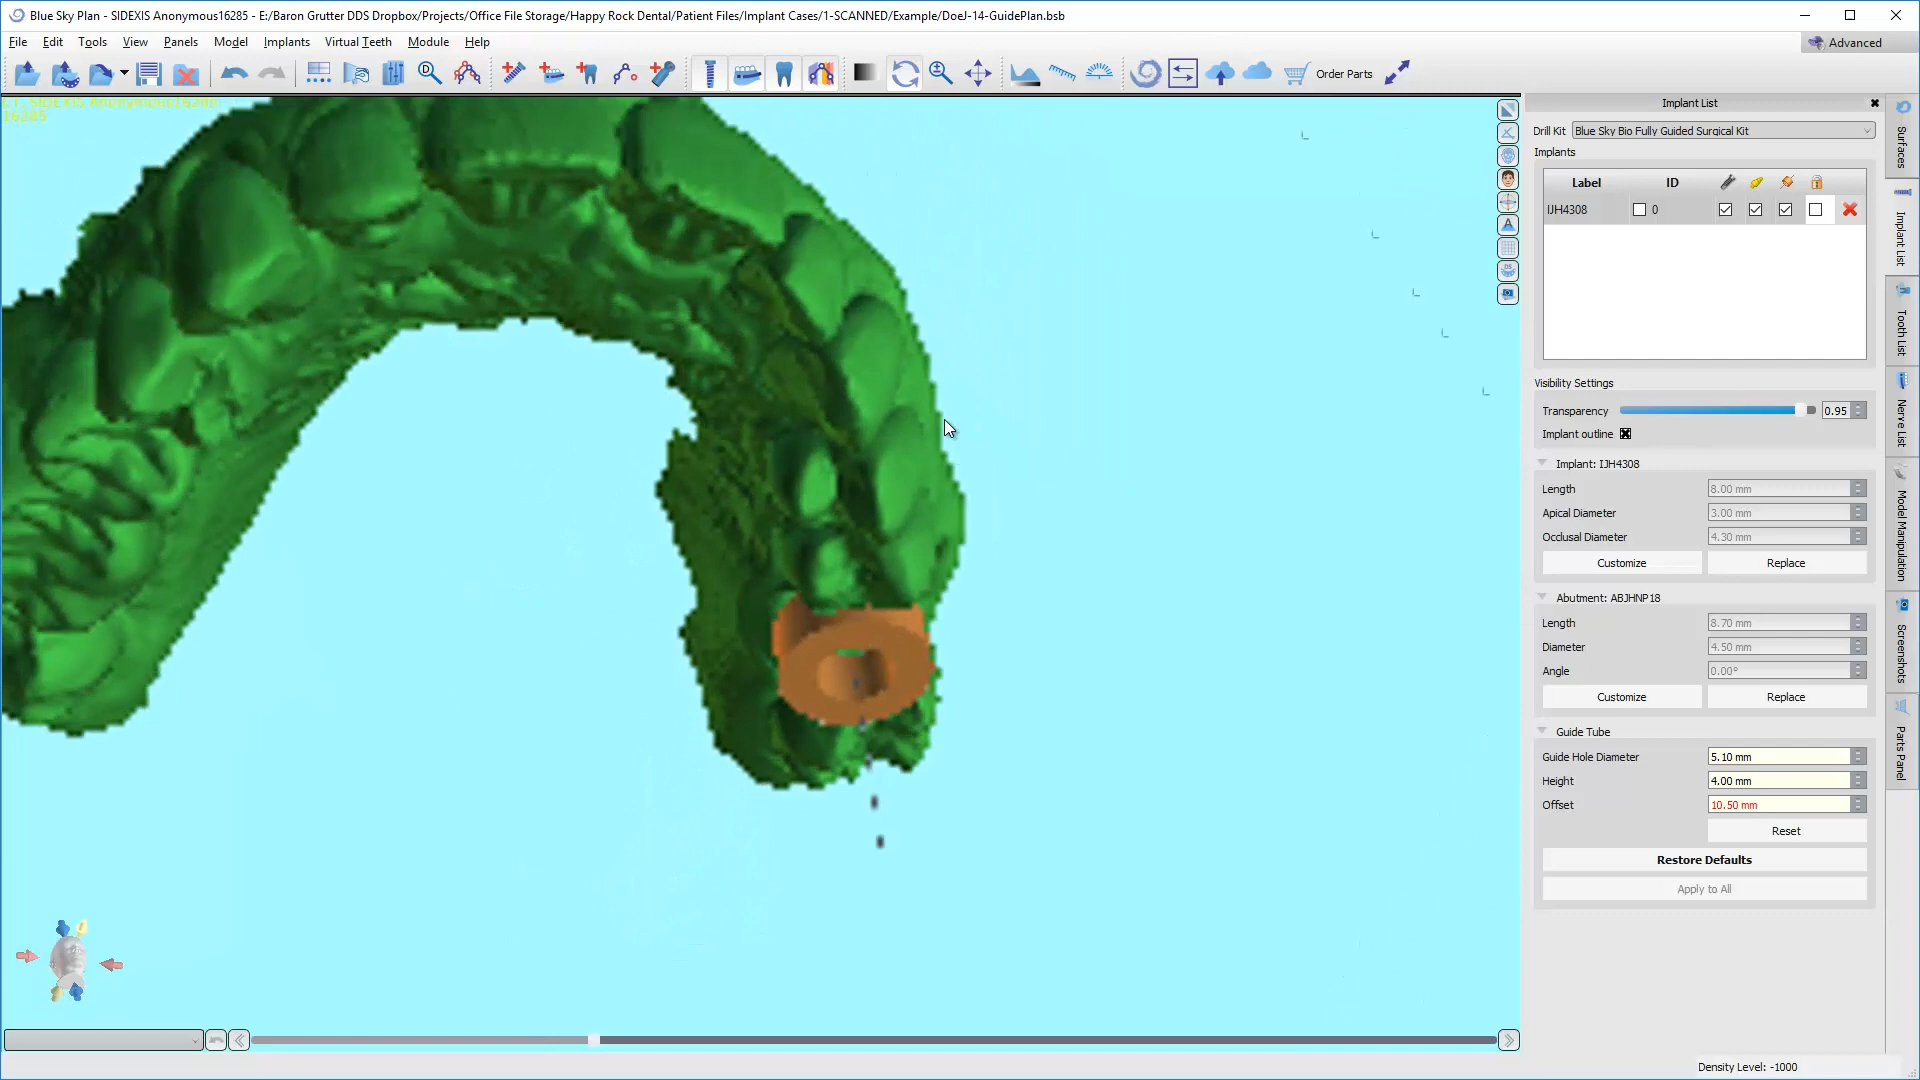 Blue Sky Plan - SIDEXIS Anonymous16285 - E:/Baron Grutter DDS Dropbox/Projects/Office File Storage/Happy Rock Dental/Patient Files/Implant Cases/1-SCANNED/Example/DoeJ-14-GuidePlan.bsb
File Edit Tools View Panels Model Implants Virtual Teeth Module Help
Advanced
Order Parts
CT, SIDEXIS Anonymous16285
16285
Implant List
Drill Kit Blue Sky Bio Fully Guided Surgical Kit
Implants
Label ID
IJH4308 0
Visibility Settings
Transparency 0.95
Implant outline
Implant: IJH4308
Length 8.00 mm
Apical Diameter 3.00 mm
Occlusal Diameter 4.30 mm
Customize Replace
Abutment: ABJHNP18
Length 8.70 mm
Diameter 4.50 mm
Angle 0.00°
Customize Replace
Guide Tube
Guide Hole Diameter 5.10 mm
Height 4.00 mm
Offset 10.50 mm
Reset
Restore Defaults
Apply to All
Surfaces
Implant List
Tooth List
Nerve List
Model Manipulation
Screenshots
Parts Panel
Density Level: -1000